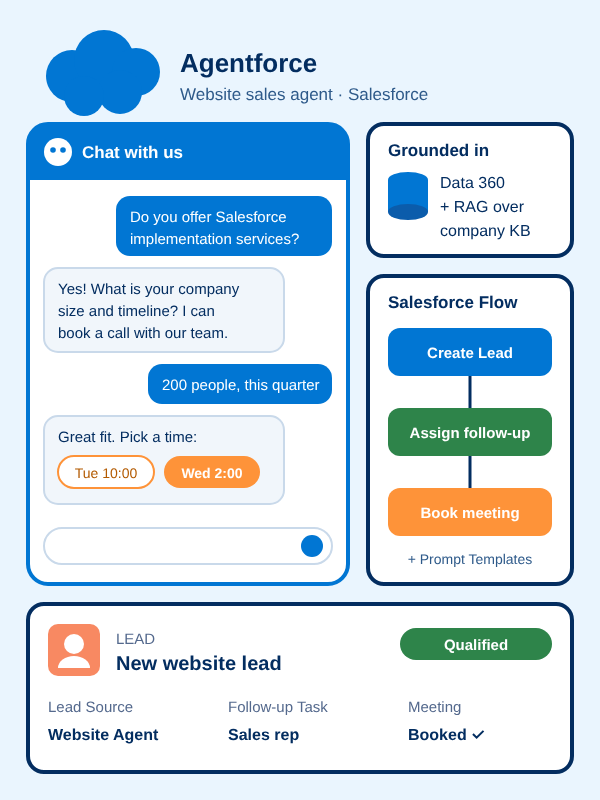 Agentforce
Website sales agent · Salesforce
Chat with us
Do you offer Salesforce
implementation services?
Yes! What is your company
size and timeline? I can
book a call with our team.
200 people, this quarter
Great fit. Pick a time:
Tue 10:00
Wed 2:00
Grounded in
Data 360
+ RAG over
company KB
Salesforce Flow
Create Lead
Assign follow-up
Book meeting
+ Prompt Templates
LEAD
New website lead
Qualified
Lead Source
Follow-up Task
Meeting
Website Agent
Sales rep
Booked ✓